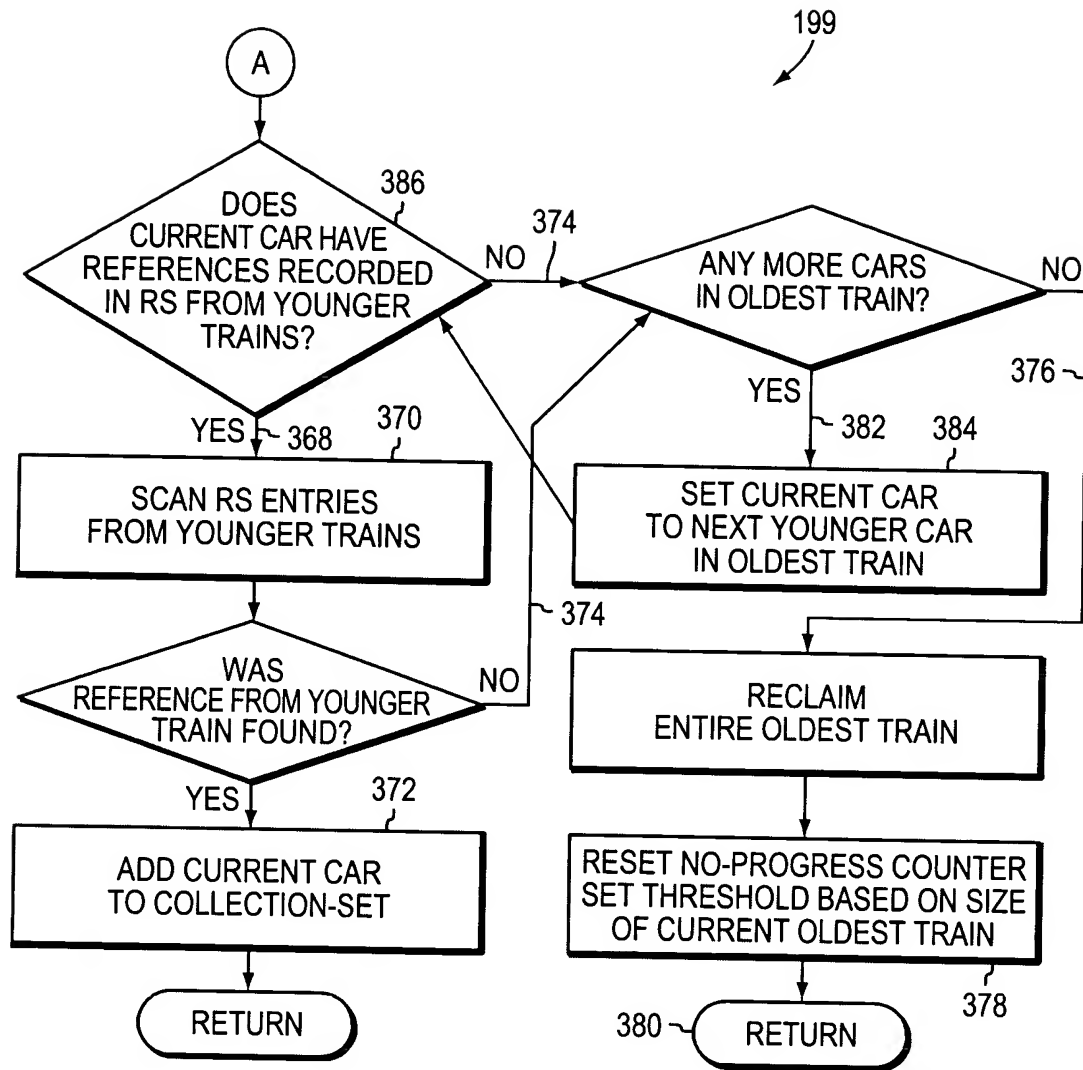 199
A
386
DOES
CURRENT CAR HAVE
REFERENCES RECORDED
IN RS FROM YOUNGER
TRAINS?
NO
374
ANY MORE CARS
IN OLDEST TRAIN?
NO
376
YES
368
370
SCAN RS ENTRIES
FROM YOUNGER TRAINS
YES
382
384
SET CURRENT CAR
TO NEXT YOUNGER CAR
IN OLDEST TRAIN
374
WAS
REFERENCE FROM YOUNGER
TRAIN FOUND?
NO
RECLAIM
ENTIRE OLDEST TRAIN
YES
372
ADD CURRENT CAR
TO COLLECTION-SET
RESET NO-PROGRESS COUNTER
SET THRESHOLD BASED ON SIZE
OF CURRENT OLDEST TRAIN
378
RETURN
380
RETURN